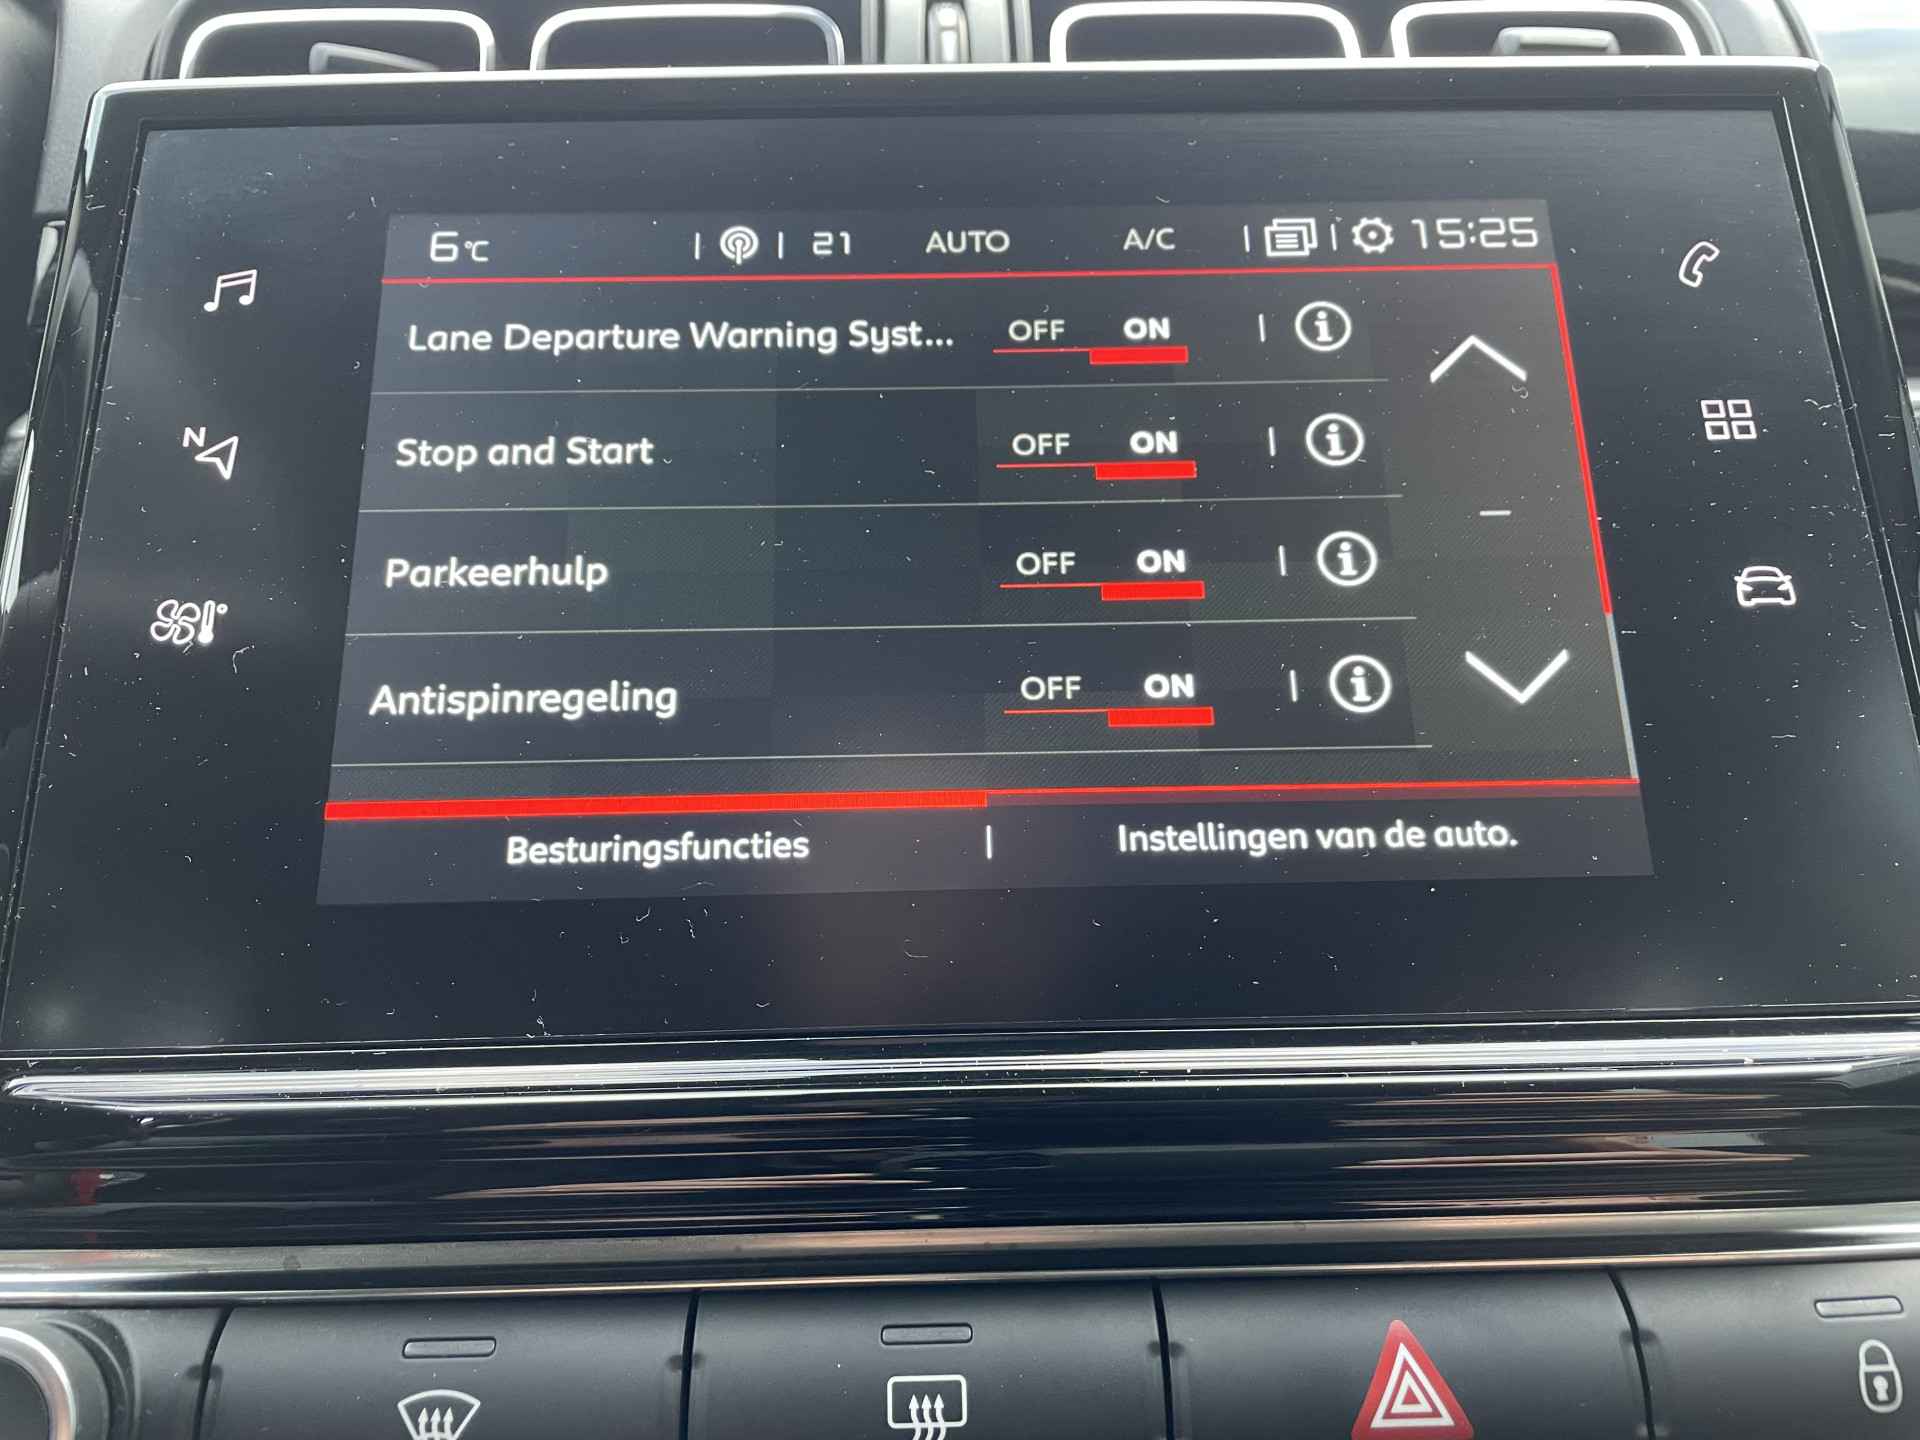 6°C 21 AUTO A/C 15:25
Lane Departure Warning Syst... OFF ON
Stop and Start OFF ON
Parkeerhulp OFF ON
Antispinregeling OFF ON
Besturingsfuncties Instellingen van de auto.
N